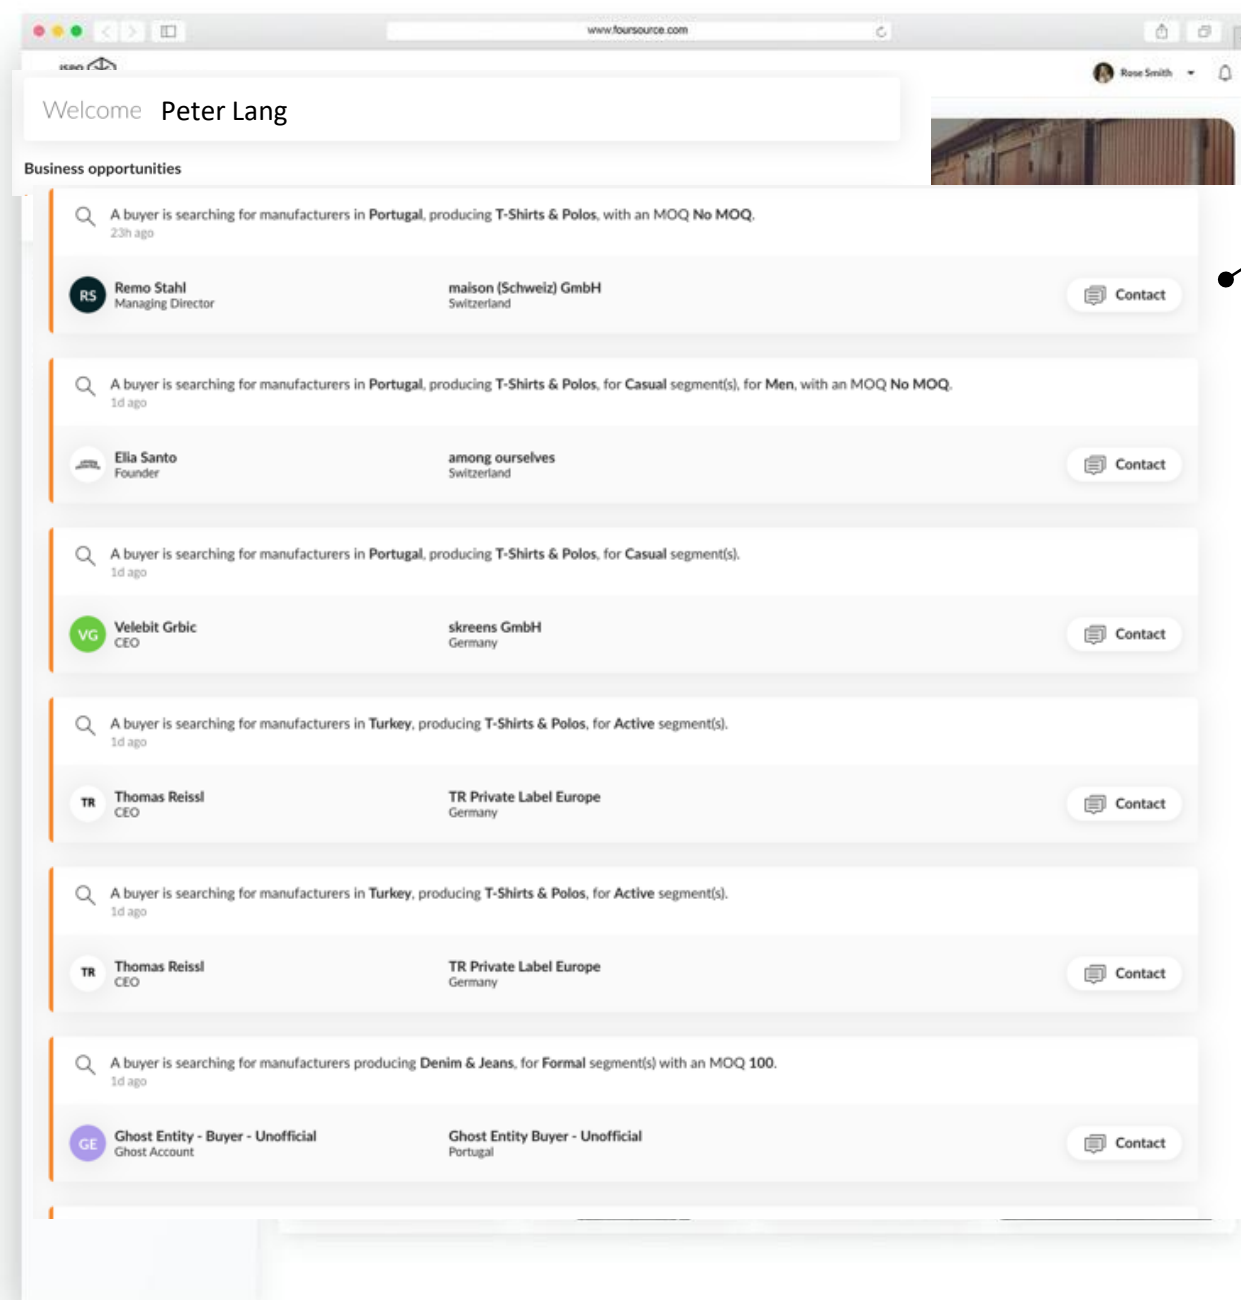 www.foursource.com
ISPO
Rose Smith
Welcome Peter Lang
Business opportunities
A buyer is searching for manufacturers in Portugal, producing T-Shirts & Polos, with an MOQ No MOQ.
23h ago
RS
Remo Stahl
Managing Director
maison (Schweiz) GmbH
Switzerland
Contact
A buyer is searching for manufacturers in Portugal, producing T-Shirts & Polos, for Casual segment(s), for Men, with an MOQ No MOQ.
1d ago
Elia Santo
Founder
among ourselves
Switzerland
Contact
A buyer is searching for manufacturers in Portugal, producing T-Shirts & Polos, for Casual segment(s).
1d ago
VG
Velebit Grbic
CEO
skreens GmbH
Germany
Contact
A buyer is searching for manufacturers in Turkey, producing T-Shirts & Polos, for Active segment(s).
1d ago
TR
Thomas Reissl
CEO
TR Private Label Europe
Germany
Contact
A buyer is searching for manufacturers in Turkey, producing T-Shirts & Polos, for Active segment(s).
1d ago
TR
Thomas Reissl
CEO
TR Private Label Europe
Germany
Contact
A buyer is searching for manufacturers producing Denim & Jeans, for Formal segment(s) with an MOQ 100.
1d ago
GE
Ghost Entity - Buyer - Unofficial
Ghost Account
Ghost Entity Buyer - Unofficial
Portugal
Contact